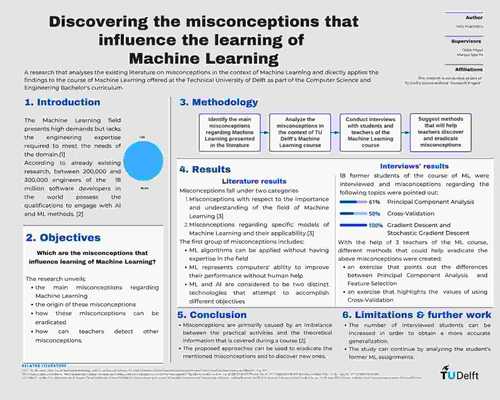 Discovering the misconceptions that
influence the learning of
Machine Learning
A research that analyses the existing literature on misconceptions in the context of Machine Learning and directly applies the
findings to the course of Machine Learning offered at the Technical University of Delft as part of the Computer Science and
Engineering Bachelor's curriculum.
Author
Supervisors
Affiliations
1. Introduction
The Machine Learning field
presents high demands but lacks
the engineering expertise
required to meet the needs of
the domain.[1]
According to already existing
research, between 200,000 and
300,000 engineers of the 18
million software developers in
the world possess the
qualifications to engage with AI
and ML methods. [2]
2. Objectives
Which are the main misconceptions that
influence learning of Machine Learning?
The research unveils:
• the main misconceptions regarding
Machine Learning
• the origin of these misconceptions
• how these misconceptions can be
eradicated
• how can teachers detect other
misconceptions.
3. Methodology
Identify the main
misconceptions
regarding Machine
Learning presented
in the literature
Analyze the
misconceptions in
the context of TU
Delft's Machine
Learning course
Conduct interviews
with students and
teachers of the
Machine Learning
course
Suggest methods
that will help
teachers discover
and eradicate
misconceptions
4. Results
Literature results
Misconceptions fall under two categories
1. Misconceptions with respect to the importance
and understanding of the field of Machine
Learning [3]
2. Misconceptions regarding specific models of
Machine Learning and their applicability [3]
The first group of misconceptions includes:
• ML algorithms can be applied without having
expertise in the field
• ML represents computers' ability to improve
their performance without human help
• ML and AI are considered to be two distinct
technologies that attempt to accomplish
different objectives
Interviews' results
18 former students of the course of ML were
interviewed and misconceptions regarding the
following topics were pointed out:
61% Principal Component Analysis
50% Cross-Validation
100% Gradient Descent and
Stochastic Gradient Descent
With the help of 3 teachers of the ML course,
different methods that could help eradicate the
above misconceptions were created:
• an exercise that points out the differences
between Principal Component Analysis and
Feature Selection
• an exercise that highlights the values of using
Cross-Validation
5. Conclusion
• Misconceptions are primarily caused by an imbalance
between the practical activities and the theoretical
information that is covered during a course [2].
• The proposed approaches can be used to eradicate the
mentioned misconceptions and to discover new ones.
6. Limitations & further work
• The number of interviewed students can be
increased in order to obtain a more accurate
generalization.
• The study can continue by analyzing the student's
former ML assignments.
RELATED LITERATURE
TUDelft